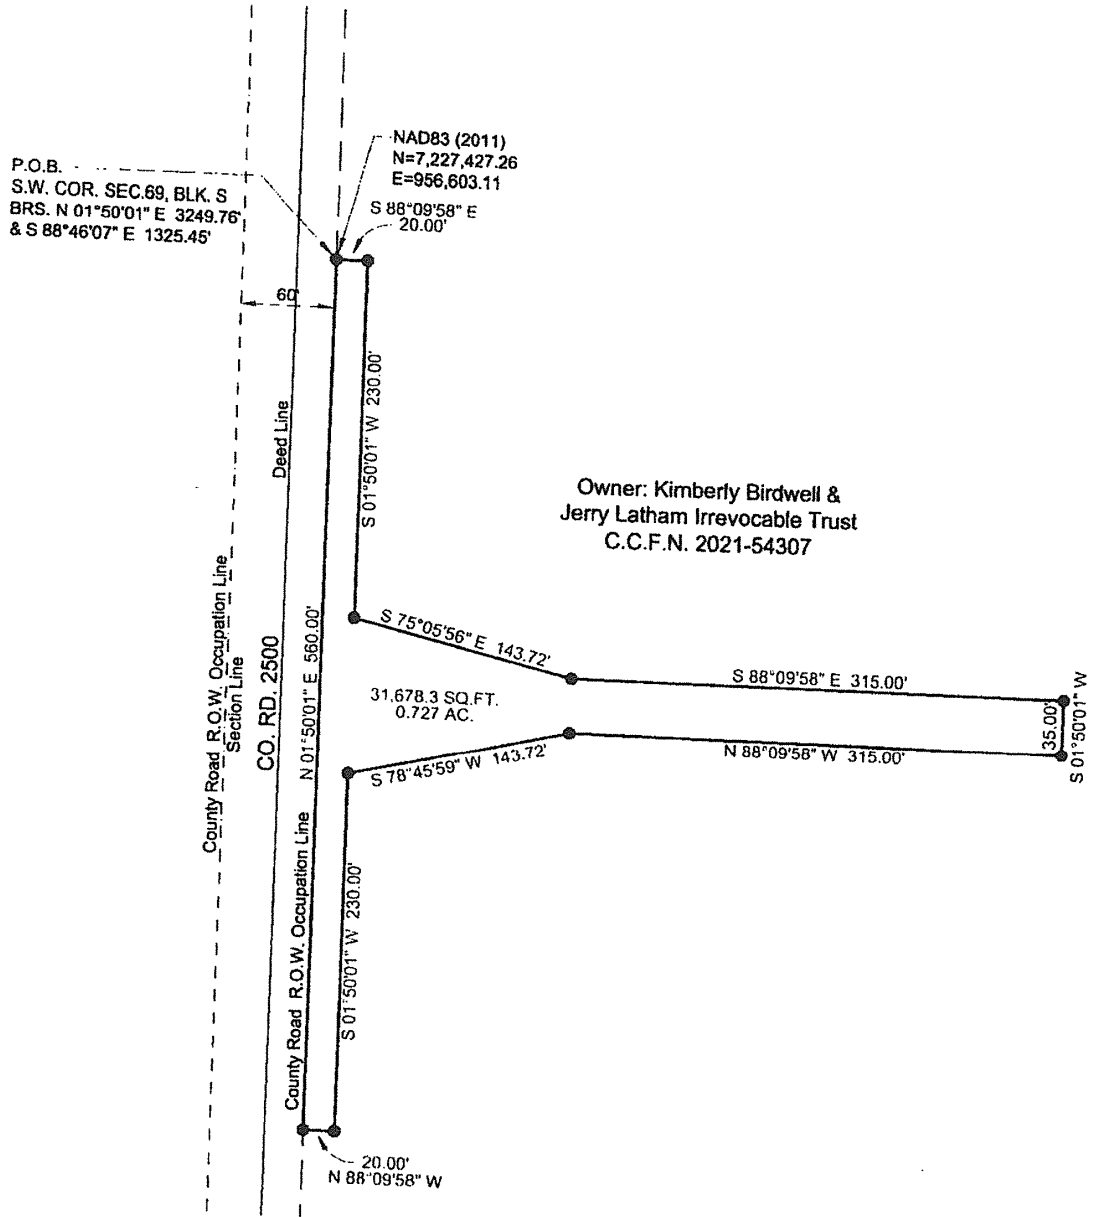 P.O.B.
S.W. COR. SEC.69, BLK. S
BRS. N 01°50'01" E 3249.76'
& S 88°46'07" E 1325.45'
NAD83 (2011)
N=7,227,427.26
E=956,603.11
S 88°09'58" E
20.00'
60'
Deed Line
S 01°50'01" W 230.00'
Owner: Kimberly Birdwell &
Jerry Latham Irrevocable Trust
C.C.F.N. 2021-54307
County Road R.O.W. Occupation Line
Section Line
CO. RD. 2500
N 01°50'01" E 560.00'
S 75°05'56" E 143.72'
S 88°09'58" E 315.00'
31,678.3 SQ.FT.
0.727 AC.
35.00'
S 01°50'01" W
N 88°09'58" W 315.00'
S 78°45'59" W 143.72'
County Road R.O.W. Occupation Line
S 01°50'01" W 230.00'
20.00'
N 88°09'58" W